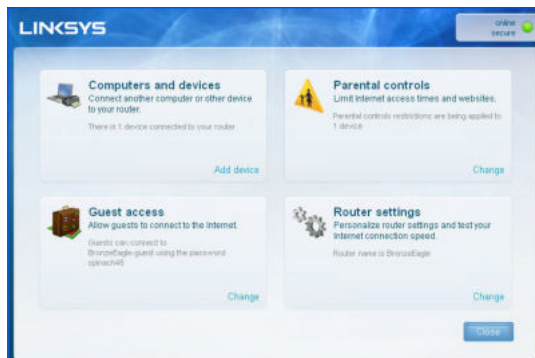 LINKSYS
online
secure
Computers and devices
Connect another computer or other device
to your router.
There is 1 device connected to your router
Add device
Parental controls
Limit Internet access times and websites.
Parental controls restrictions are being applied to
1 device
Change
Guest access
Allow guests to connect to the Internet.
Guests can connect to
BronzeEagle-guest using the password
spinach46
Change
Router settings
Personalize router settings and test your
Internet connection speed.
Router name is BronzeEagle
Change
Close